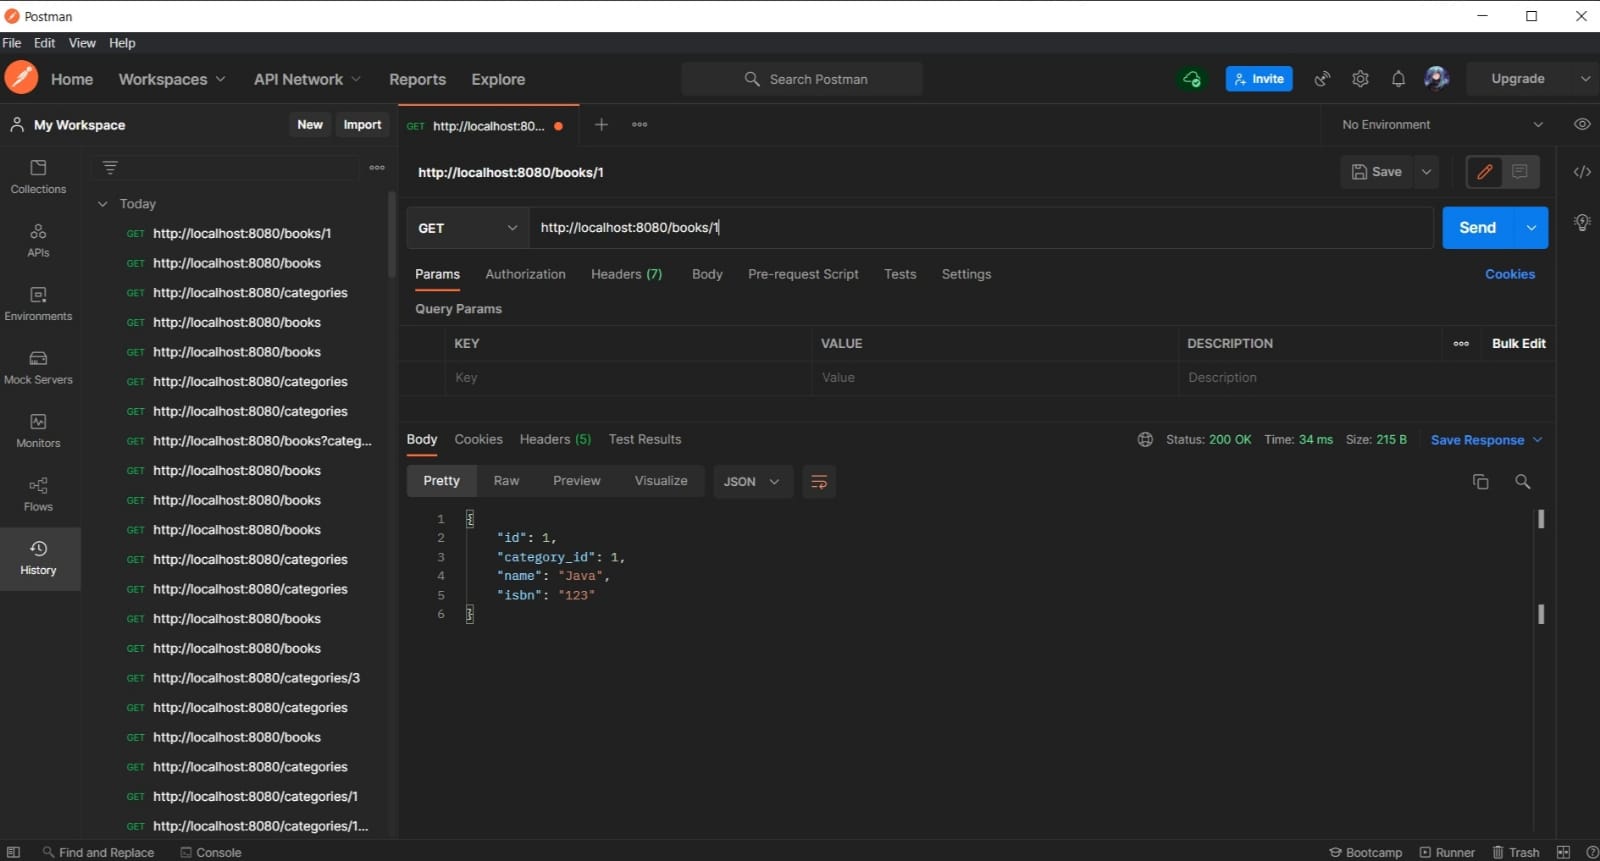 Postman
File Edit View Help
Home Workspaces API Network Reports Explore Search Postman Invite Upgrade
My Workspace New Import GET http://localhost:80... No Environment
http://localhost:8080/books/1 Save
Collections
APIs
Environments
Mock Servers
Monitors
Flows
History
Today
GET http://localhost:8080/books/1
GET http://localhost:8080/books
GET http://localhost:8080/categories
GET http://localhost:8080/books
GET http://localhost:8080/books
GET http://localhost:8080/categories
GET http://localhost:8080/categories
GET http://localhost:8080/books?categ...
GET http://localhost:8080/books
GET http://localhost:8080/books
GET http://localhost:8080/books
GET http://localhost:8080/categories
GET http://localhost:8080/categories
GET http://localhost:8080/books
GET http://localhost:8080/books
GET http://localhost:8080/categories/3
GET http://localhost:8080/categories
GET http://localhost:8080/books
GET http://localhost:8080/categories
GET http://localhost:8080/categories/1
GET http://localhost:8080/categories/1...
GET http://localhost:8080/books/1 Send
Params Authorization Headers (7) Body Pre-request Script Tests Settings Cookies
Query Params
KEY VALUE DESCRIPTION Bulk Edit
Key Value Description
Body Cookies Headers (5) Test Results Status: 200 OK Time: 34 ms Size: 215 B Save Response
Pretty Raw Preview Visualize JSON
1 {
2 "id": 1,
3 "category_id": 1,
4 "name": "Java",
5 "isbn": "123"
6 }
Find and Replace Console Bootcamp Runner Trash